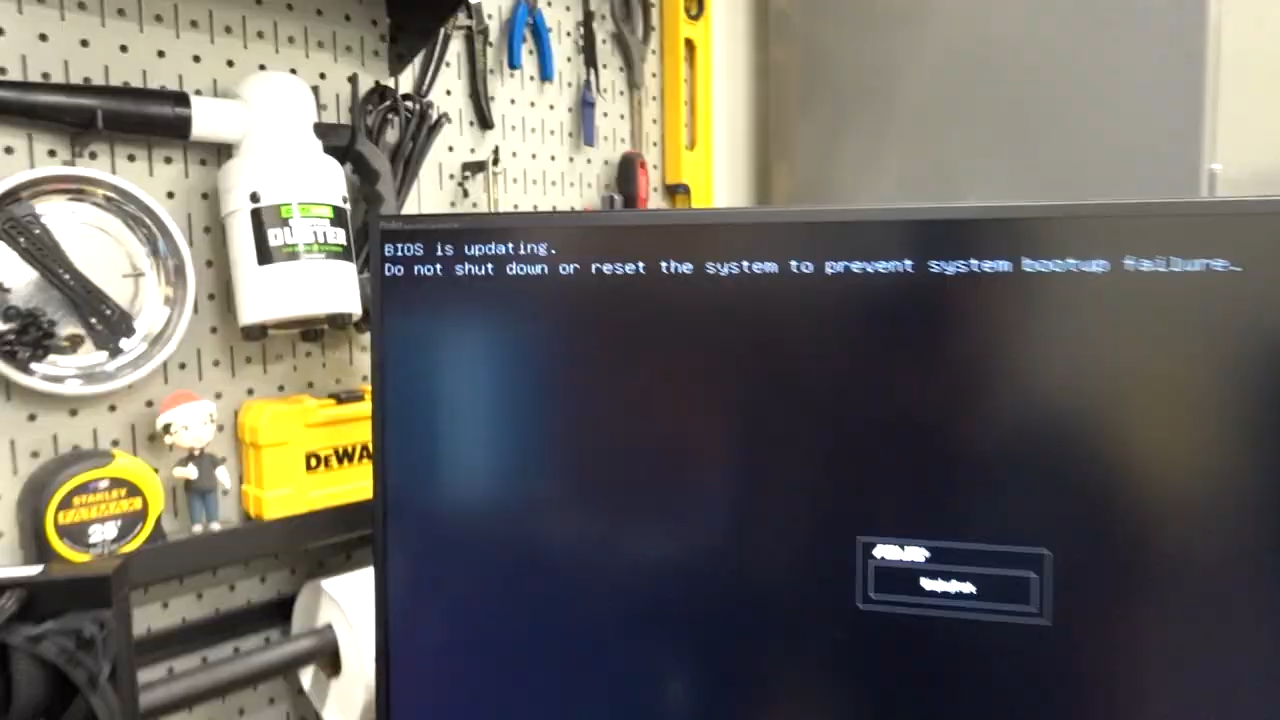 BIOS is updating.
Do not shut down or reset the system to prevent system bootup failure.
DUSTER
DEWA
STANLEY
FATMAX
25'